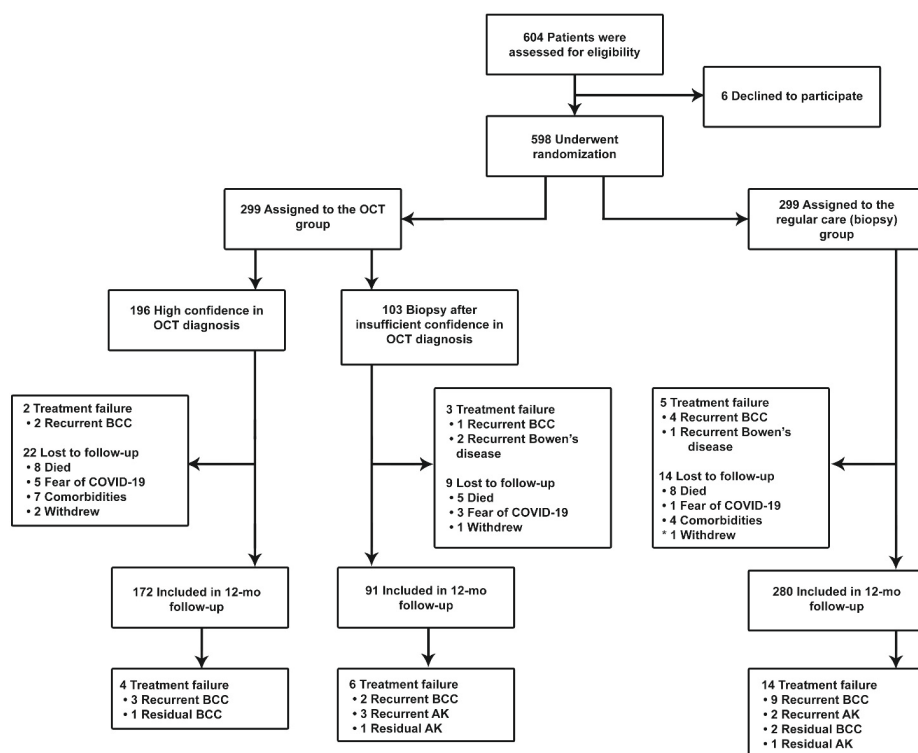 604 Patients were
assessed for eligibility
6 Declined to participate
598 Underwent
randomization
299 Assigned to the OCT
group
299 Assigned to
the regular care (biopsy)
group
196 High confidence in
OCT diagnosis
103 Biopsy after
insufficient confidence in
OCT diagnosis
2 Treatment failure
• 2 Recurrent BCC
22 Lost to follow-up
• 8 Died
• 5 Fear of COVID-19
• 7 Comorbidities
• 2 Withdrew
3 Treatment failure
• 1 Recurrent BCC
• 2 Recurrent Bowen's
disease
9 Lost to follow-up
• 5 Died
• 3 Fear of COVID-19
• 1 Withdrew
5 Treatment failure
• 4 Recurrent BCC
• 1 Recurrent Bowen's
disease
14 Lost to follow-up
• 8 Died
• 1 Fear of COVID-19
• 4 Comorbidities
* 1 Withdrew
172 Included in 12-mo
follow-up
91 Included in 12-mo
follow-up
280 Included in 12-mo
follow-up
4 Treatment failure
• 3 Recurrent BCC
• 1 Residual BCC
6 Treatment failure
• 2 Recurrent BCC
• 3 Recurrent AK
• 1 Residual AK
14 Treatment failure
• 9 Recurrent BCC
• 2 Recurrent AK
• 2 Residual BCC
• 1 Residual AK